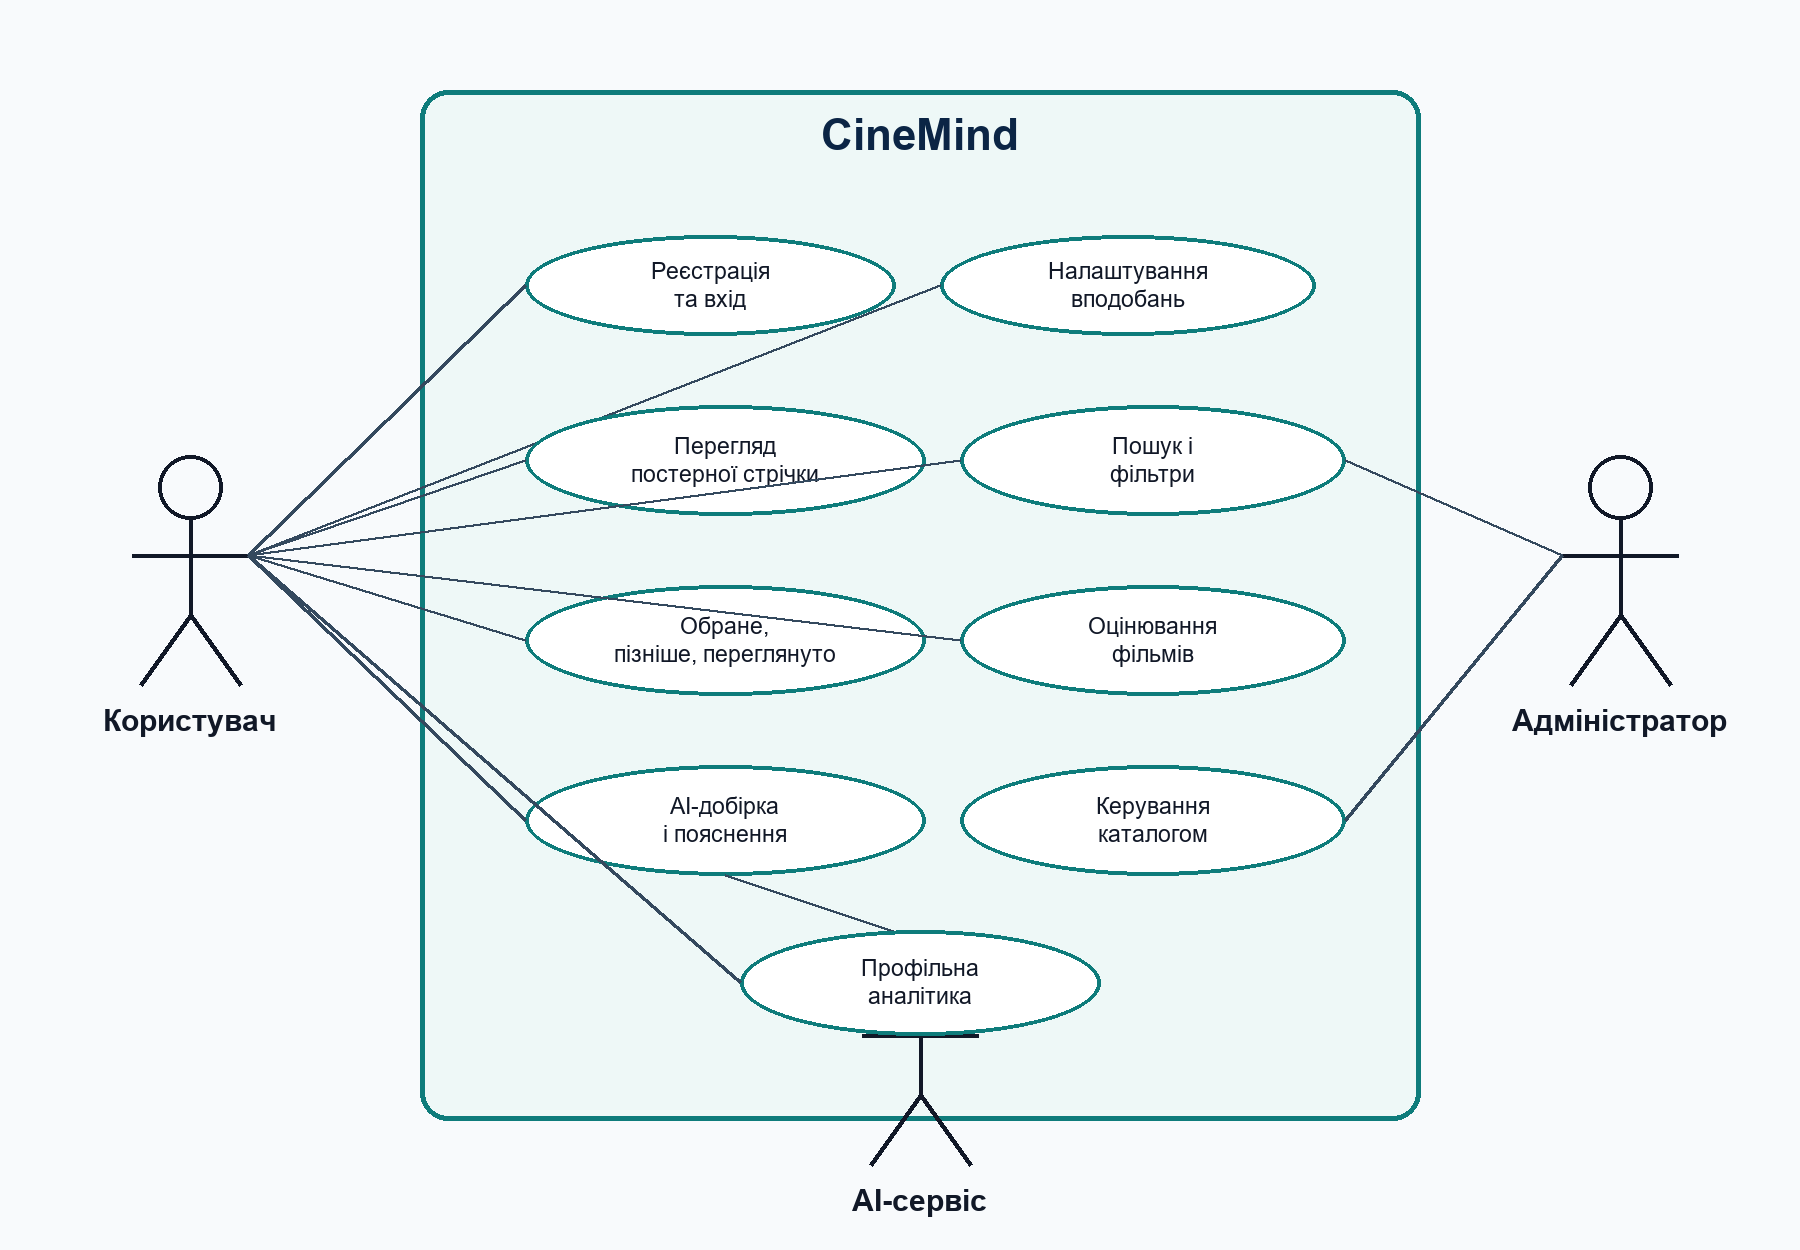 CineMind
Реєстрація
та вхід
Налаштування
вподобань
Перегляд
постерної стрічки
Пошук і
фільтри
Обране,
пізніше, переглянуто
Оцінювання
фільмів
Користувач
Адміністратор
AI-добірка
і пояснення
Керування
каталогом
Профільна
аналітика
AI-сервіс